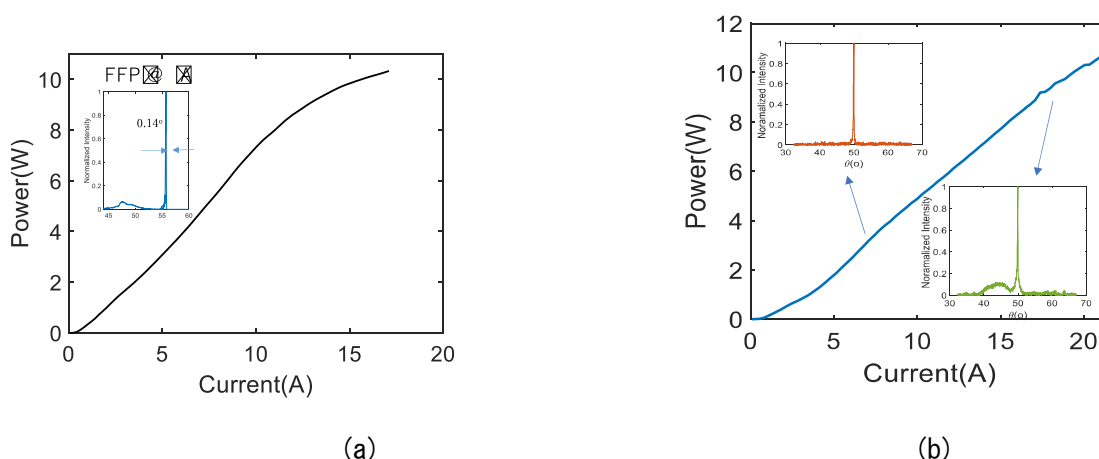 FFP @ A
0.14º
Normalized Intensity
1
0.8
0.6
0.4
0.2
0
45 50 55 60
Power(W)
10
8
6
4
2
0
0 5 10 15 20
Current(A)
(a)
Power(W)
12
10
8
6
4
2
0
0 5 10 15 20
Current(A)
Noramalized Intensity
1
0.8
0.6
0.4
0.2
0
30 40 50 60 70
θ(o)
Noramalized Intensity
1
0.8
0.6
0.4
0.2
0
30 40 50 60 70
θ(o)
(b)